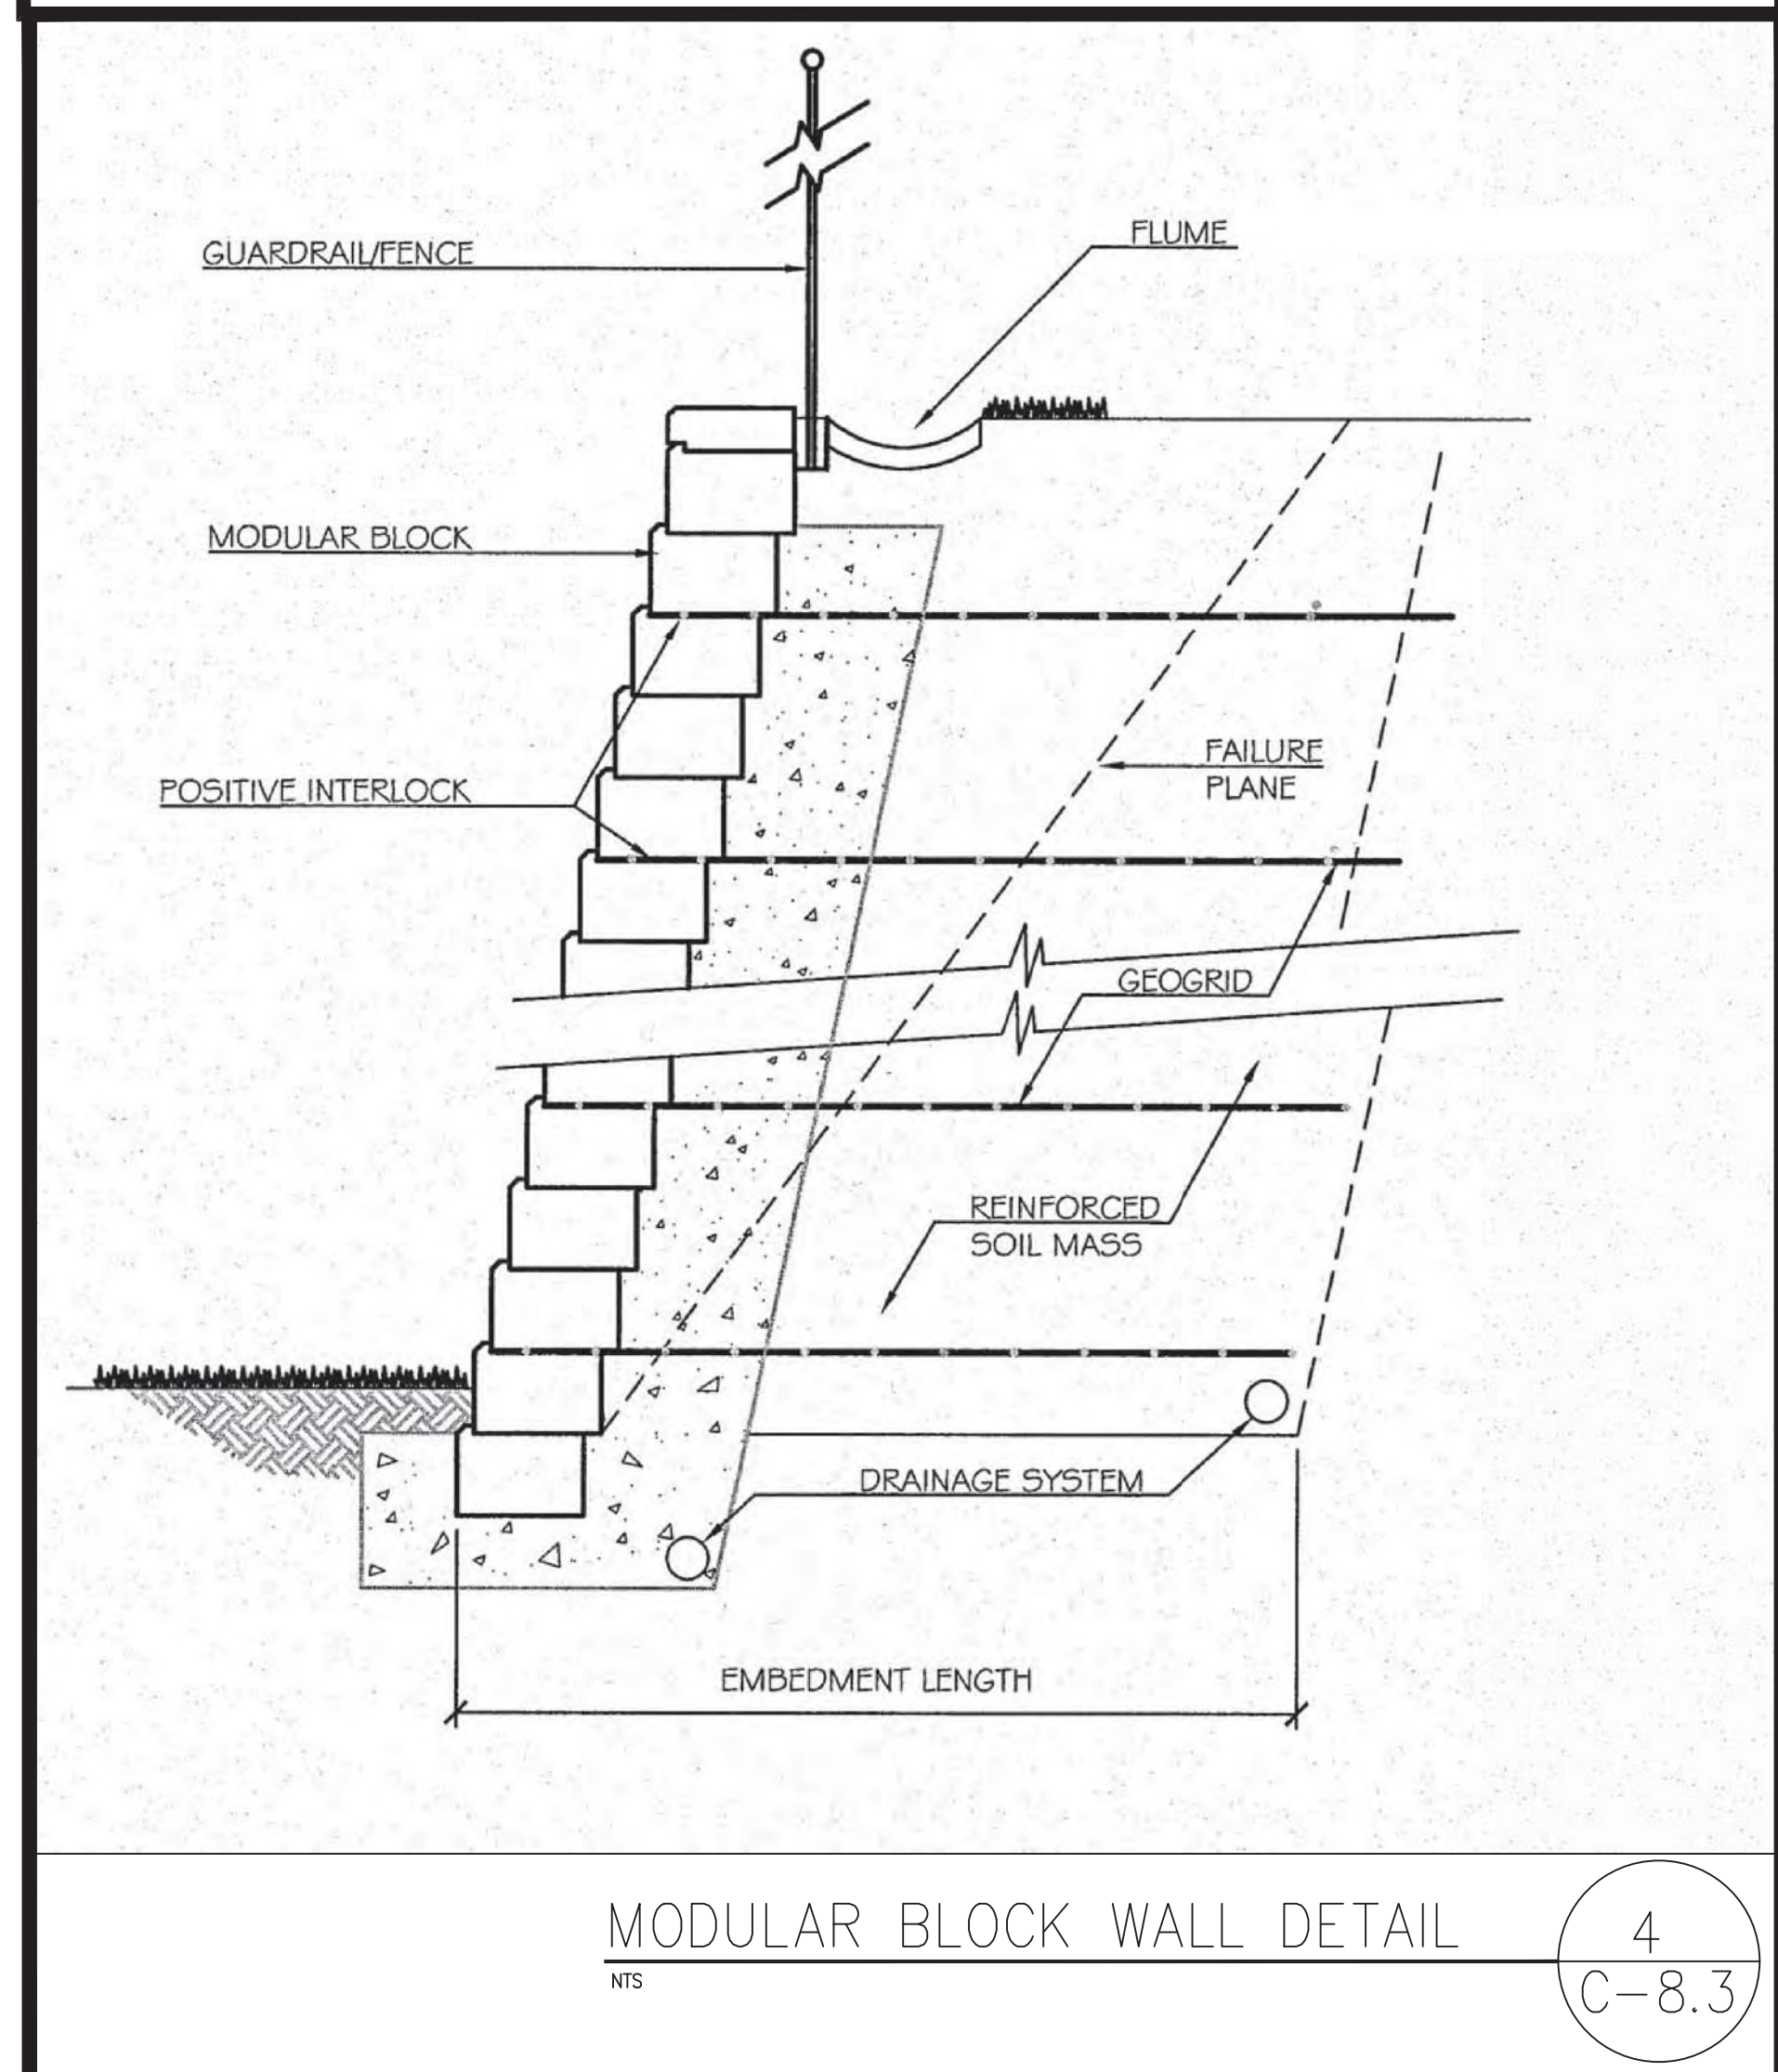 FLUME
GUARDRAIL/FENCE
MODULAR BLOCK
FAILURE
PLANE
POSITIVE INTERLOCK
GEOGRID
REINFORCED
SOIL MASS
DRAINAGE SYSTEM
EMBEDMENT LENGTH
MODULAR BLOCK WALL DETAIL
NTS
4
C-8.3